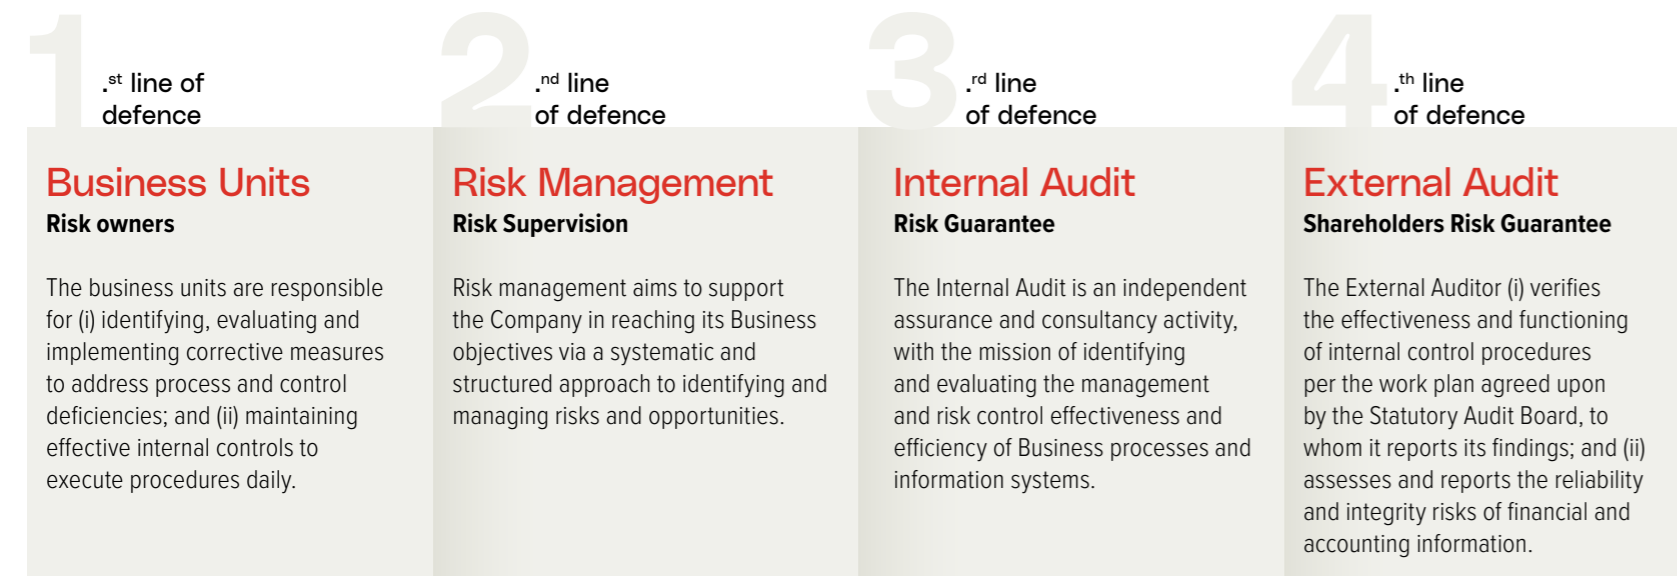 1.st line of
defence
Business Units
Risk owners
The business units are responsible
for (i) identifying, evaluating and
implementing corrective measures
to address process and control
deficiencies; and (ii) maintaining
effective internal controls to
execute procedures daily.
2.nd line
of defence
Risk Management
Risk Supervision
Risk management aims to support
the Company in reaching its Business
objectives via a systematic and
structured approach to identifying and
managing risks and opportunities.
3.rd line
of defence
Internal Audit
Risk Guarantee
The Internal Audit is an independent
assurance and consultancy activity,
with the mission of identifying
and evaluating the management
and risk control effectiveness and
efficiency of Business processes and
information systems.
4.th line
of defence
External Audit
Shareholders Risk Guarantee
The External Auditor (i) verifies
the effectiveness and functioning
of internal control procedures
per the work plan agreed upon
by the Statutory Audit Board, to
whom it reports its findings; and (ii)
assesses and reports the reliability
and integrity risks of financial and
accounting information.